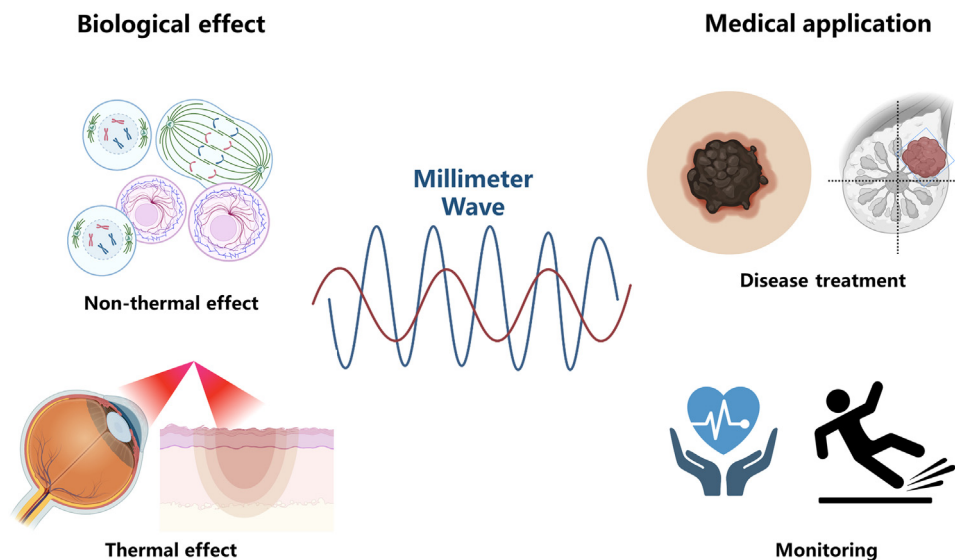 Biological effect
Medical application
Millimeter
Wave
Non-thermal effect
Disease treatment
Thermal effect
Monitoring